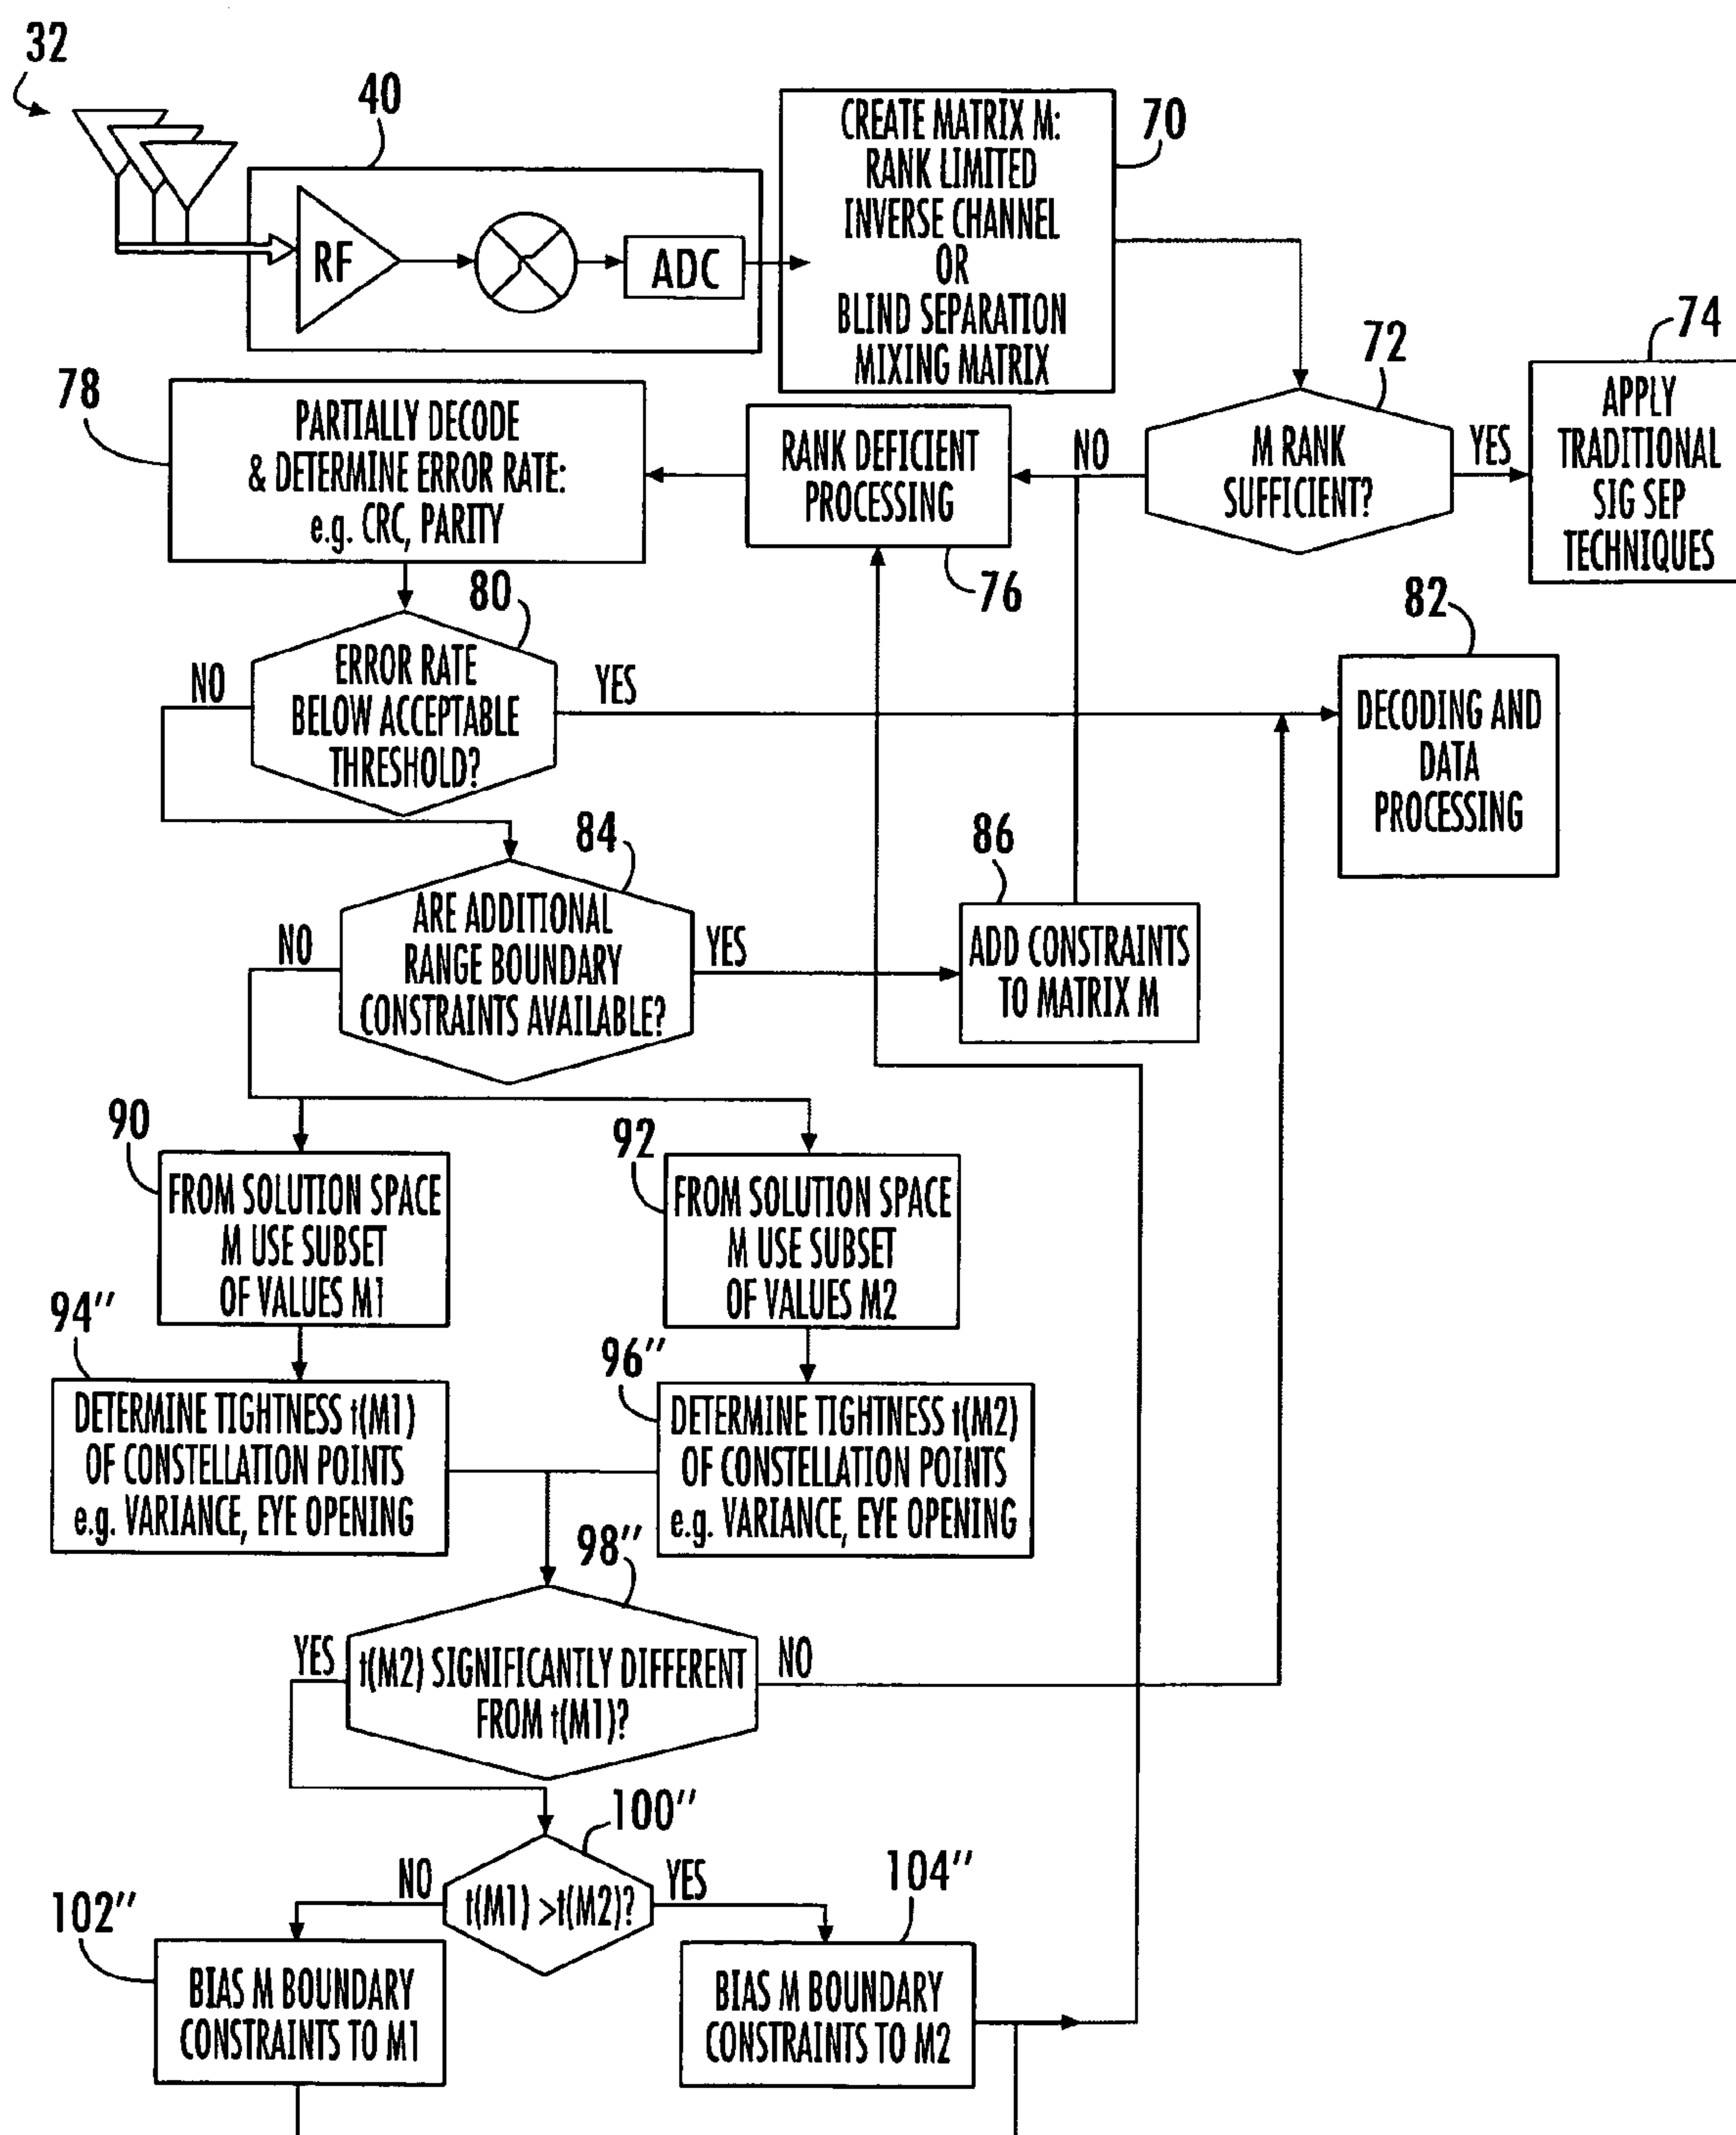 32
40
RF
ADC
CREATE MATRIX M:
RANK LIMITED
INVERSE CHANNEL
OR
BLIND SEPARATION
MIXING MATRIX
70
72
M RANK
SUFFICIENT?
NO
YES
74
APPLY
TRADITIONAL
SIG SEP
TECHNIQUES
RANK DEFICIENT
PROCESSING
76
78
PARTIALLY DECODE
& DETERMINE ERROR RATE:
e.g. CRC, PARITY
80
ERROR RATE
BELOW ACCEPTABLE
THRESHOLD?
NO
YES
82
DECODING AND
DATA
PROCESSING
84
ARE ADDITIONAL
RANGE BOUNDARY
CONSTRAINTS AVAILABLE?
NO
YES
86
ADD CONSTRAINTS
TO MATRIX M
90
FROM SOLUTION SPACE
M USE SUBSET
OF VALUES M1
92
FROM SOLUTION SPACE
M USE SUBSET
OF VALUES M2
94''
DETERMINE TIGHTNESS t(M1)
OF CONSTELLATION POINTS
e.g. VARIANCE, EYE OPENING
96''
DETERMINE TIGHTNESS t(M2)
OF CONSTELLATION POINTS
e.g. VARIANCE, EYE OPENING
98''
t(M2) SIGNIFICANTLY DIFFERENT
FROM t(M1)?
YES
NO
100''
t(M1) >t(M2)?
NO
YES
102''
BIAS M BOUNDARY
CONSTRAINTS TO M1
104''
BIAS M BOUNDARY
CONSTRAINTS TO M2